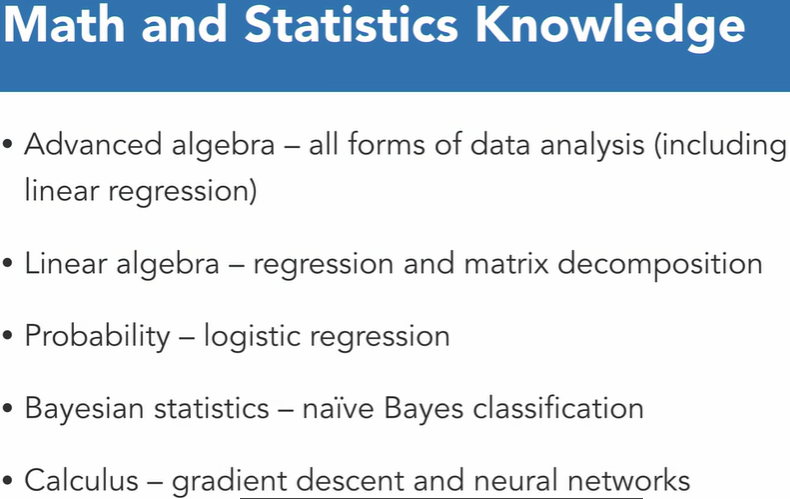 Math and Statistics Knowledge
• Advanced algebra – all forms of data analysis (including
linear regression)
• Linear algebra – regression and matrix decomposition
• Probability – logistic regression
• Bayesian statistics – naïve Bayes classification
• Calculus – gradient descent and neural networks